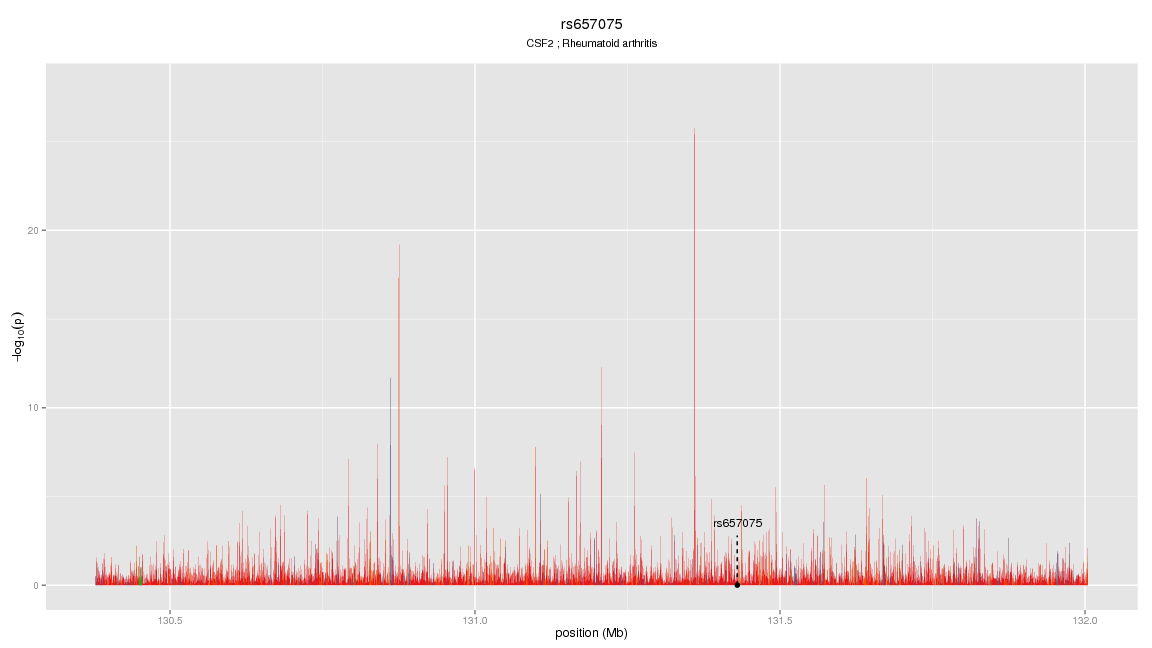 rs657075
CSF2 ; Rheumatoid arthritis
20
10
0
-log10(p)
rs657075
130.5 131.0 131.5 132.0
position (Mb)